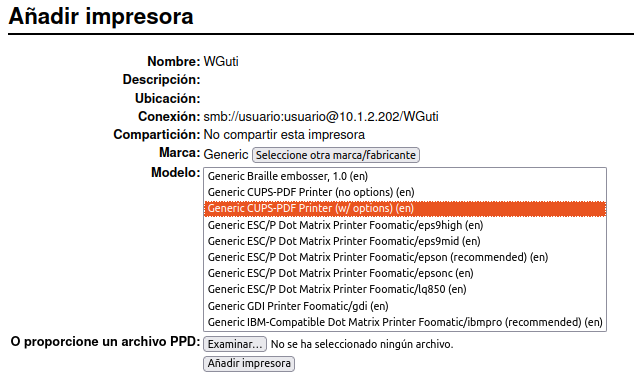 Añadir impresora
Nombre: WGuti
Descripción:
Ubicación:
Conexión: smb://usuario:usuario@10.1.2.202/WGuti
Compartición: No compartir esta impresora
Marca: Generic Seleccione otra marca/fabricante
Modelo: Generic Braille embosser, 1.0 (en)
Generic CUPS-PDF Printer (no options) (en)
Generic CUPS-PDF Printer (w/ options) (en)
Generic ESC/P Dot Matrix Printer Foomatic/eps9high (en)
Generic ESC/P Dot Matrix Printer Foomatic/eps9mid (en)
Generic ESC/P Dot Matrix Printer Foomatic/epson (recommended) (en)
Generic ESC/P Dot Matrix Printer Foomatic/epsonc (en)
Generic ESC/P Dot Matrix Printer Foomatic/lq850 (en)
Generic GDI Printer Foomatic/gdi (en)
Generic IBM-Compatible Dot Matrix Printer Foomatic/ibmpro (recommended) (en)
O proporcione un archivo PPD: Examinar... No se ha seleccionado ningún archivo.
Añadir impresora